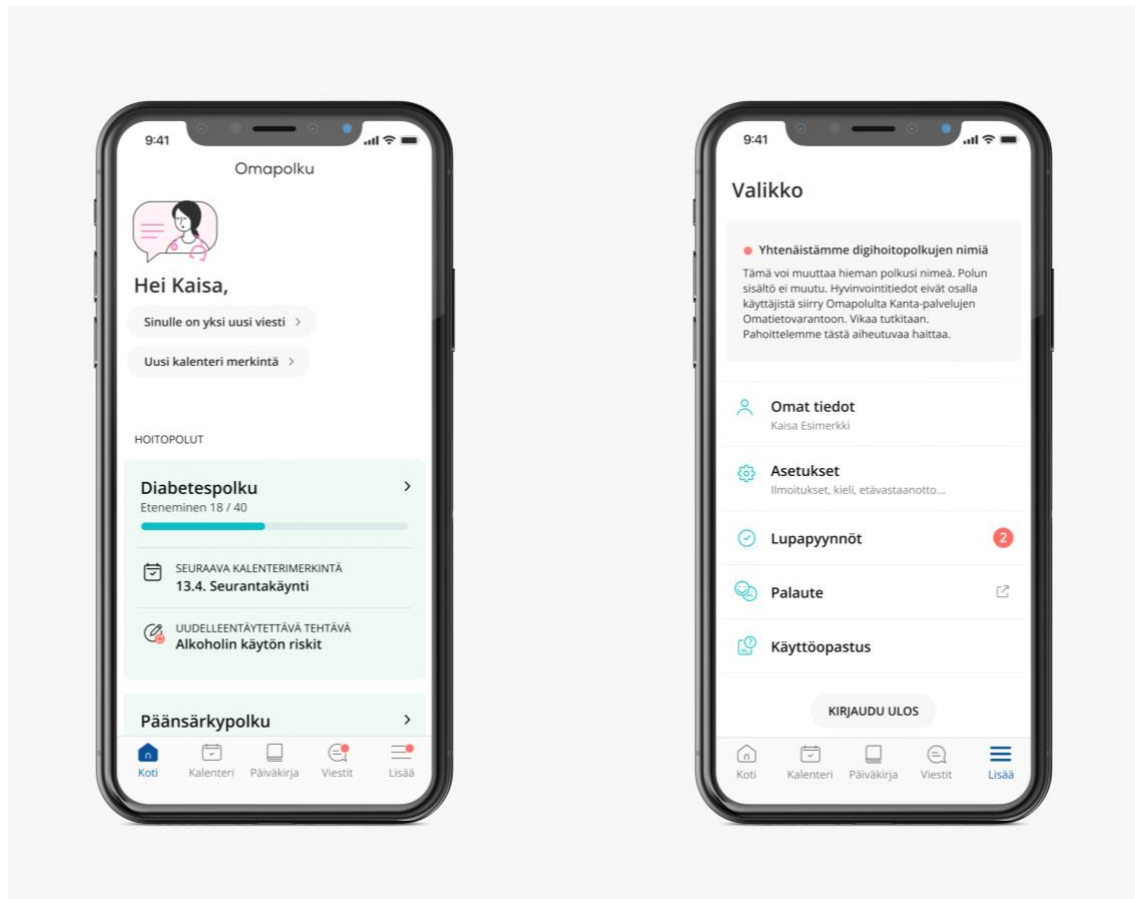 9:41
Omapolku
Hei Kaisa,
Sinulle on yksi uusi viesti
Uusi kalenteri merkintä
HOITOPOLUT
Diabetespolku
Eteneminen 18 / 40
SEURAAVA KALENTERIMERKINTÄ
13.4. Seurantakäynti
UUDELLEENTÄYTETTÄVÄ TEHTÄVÄ
Alkoholin käytön riskit
Päänsärkypolku
Koti
Kalenteri
Päiväkirja
Viestit
Lisää
9:41
Valikko
Yhtenäistämme digihoitopolkujen nimiä
Tämä voi muuttaa hieman polkusi nimeä. Polun
sisältö ei muutu. Hyvinvointitiedot eivät osalla
käyttäjistä siirry Omapolulta Kanta-palvelujen
Omatietovarantoon. Vikaa tutkitaan.
Pahoittelemme tästä aiheutuvaa haittaa.
Omat tiedot
Kaisa Esimerkki
Asetukset
Ilmoitukset, kieli, etävastaanotto...
Lupapyynnöt
2
Palaute
Käyttöopastus
KIRJAUDU ULOS
Koti
Kalenteri
Päiväkirja
Viestit
Lisää